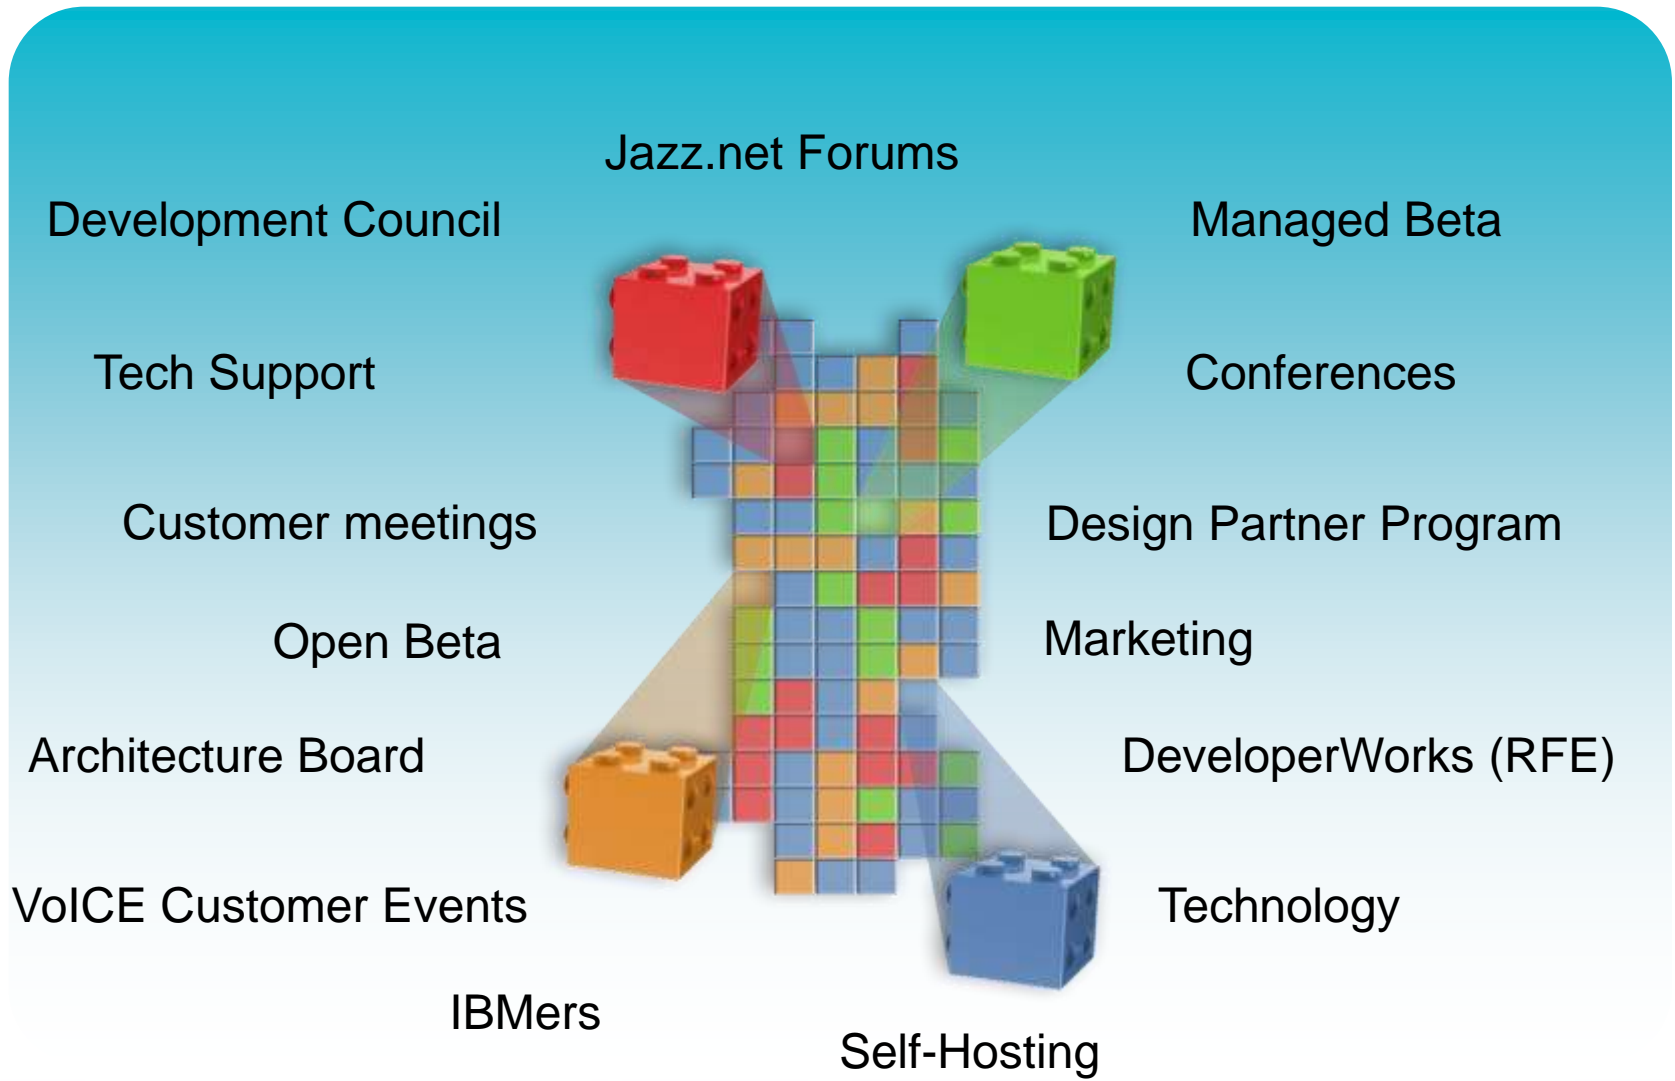 Jazz.net Forums
Development Council
Managed Beta
Tech Support
Conferences
Customer meetings
Design Partner Program
Open Beta
Marketing
Architecture Board
DeveloperWorks (RFE)
VoICE Customer Events
Technology
IBMers
Self-Hosting